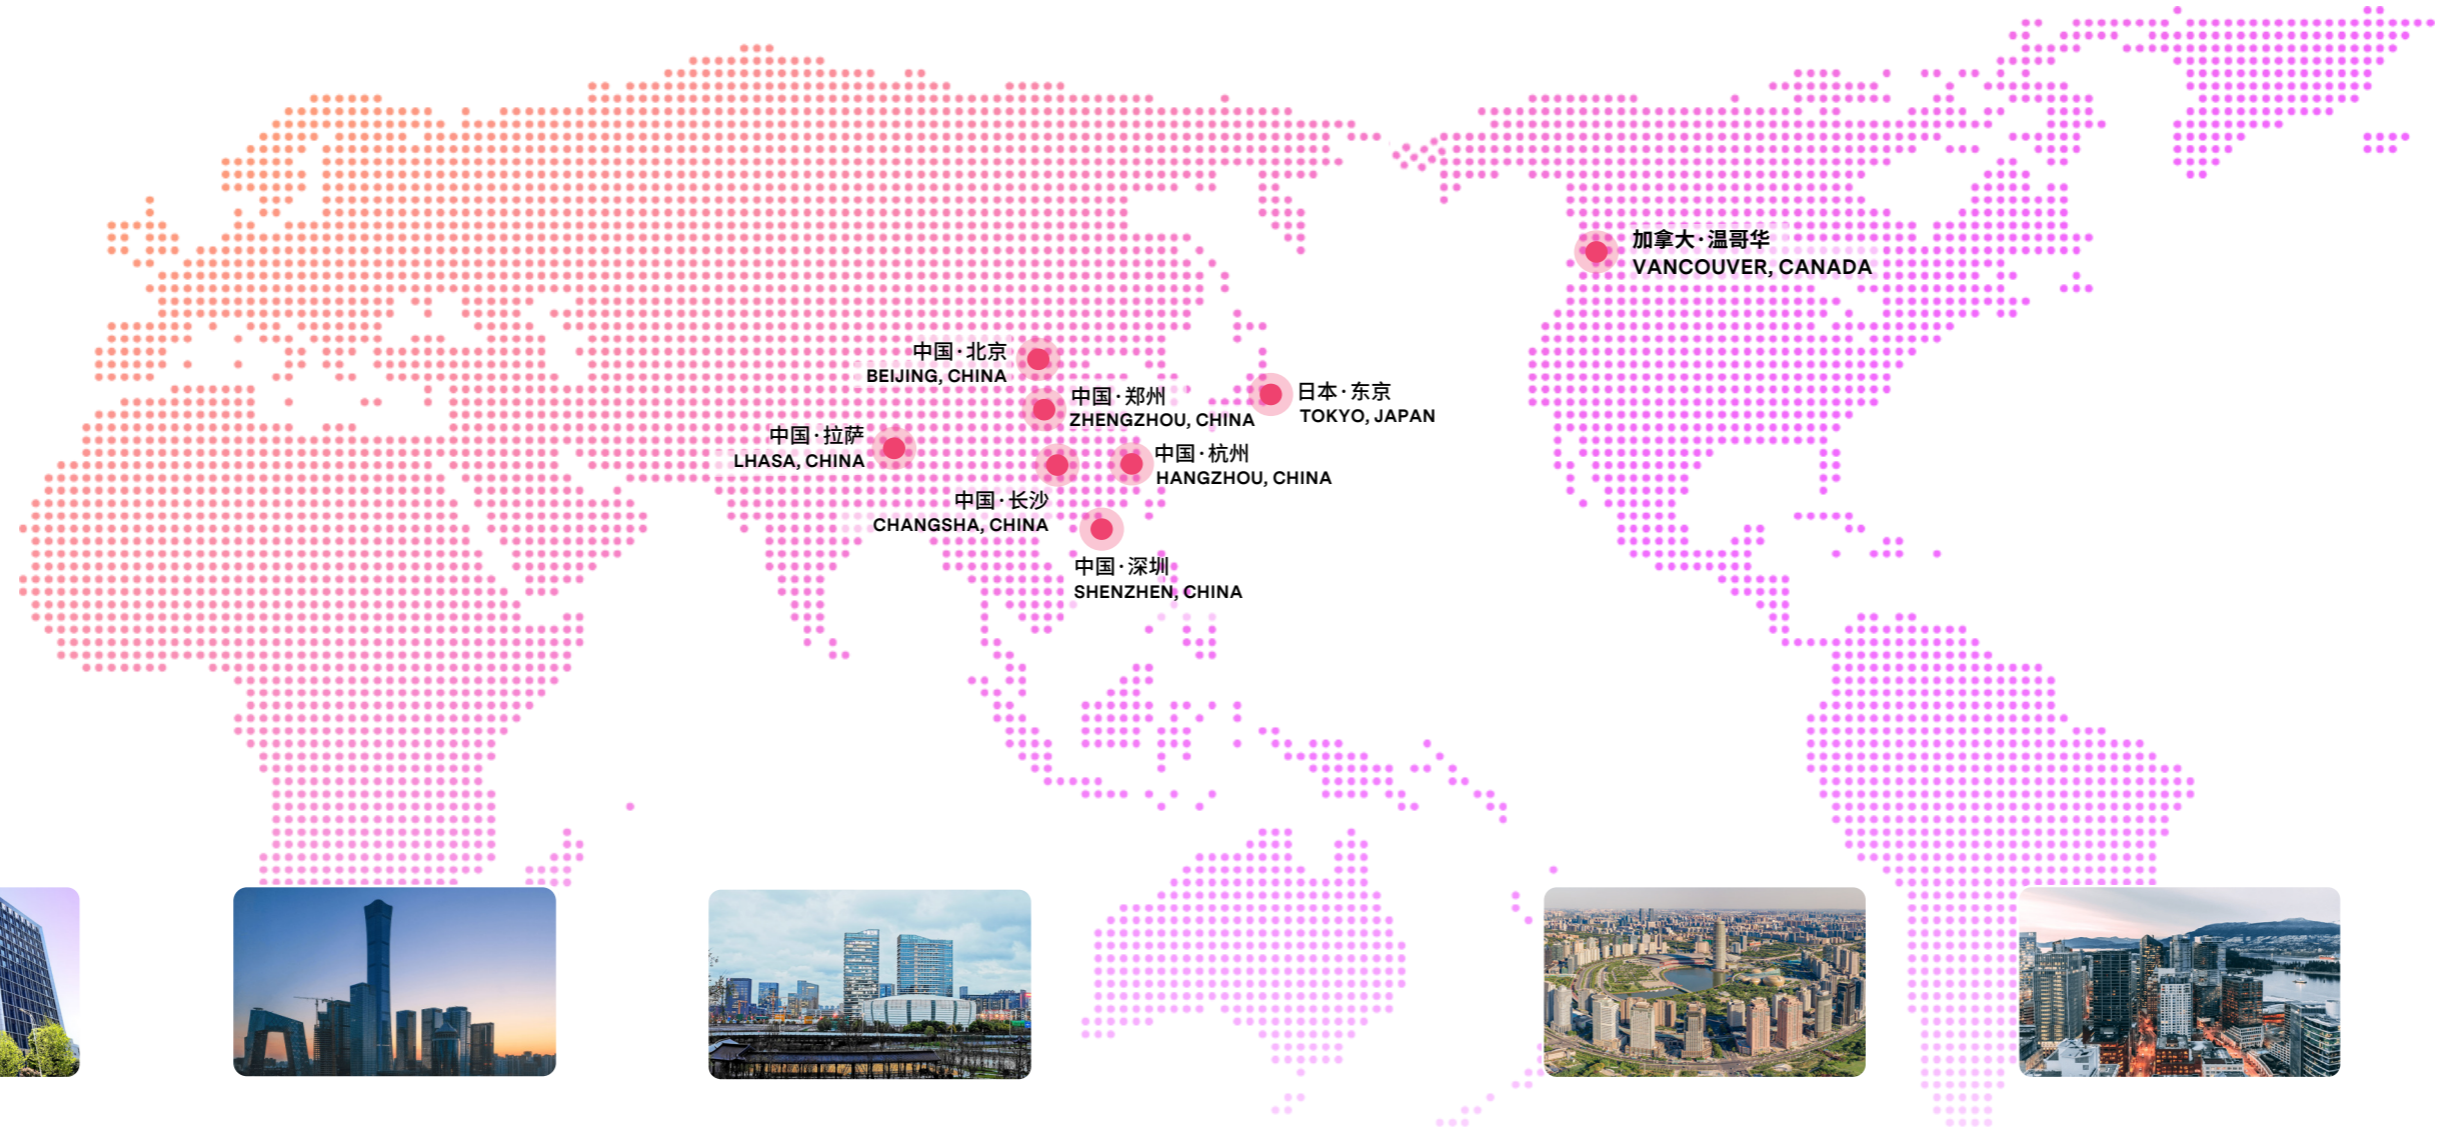 加拿大·温哥华
VANCOUVER, CANADA
中国·北京
BEIJING, CHINA
中国·郑州
ZHENGZHOU, CHINA
日本·东京
TOKYO, JAPAN
中国·拉萨
LHASA, CHINA
中国·杭州
HANGZHOU, CHINA
中国·长沙
CHANGSHA, CHINA
中国·深圳
SHENZHEN, CHINA